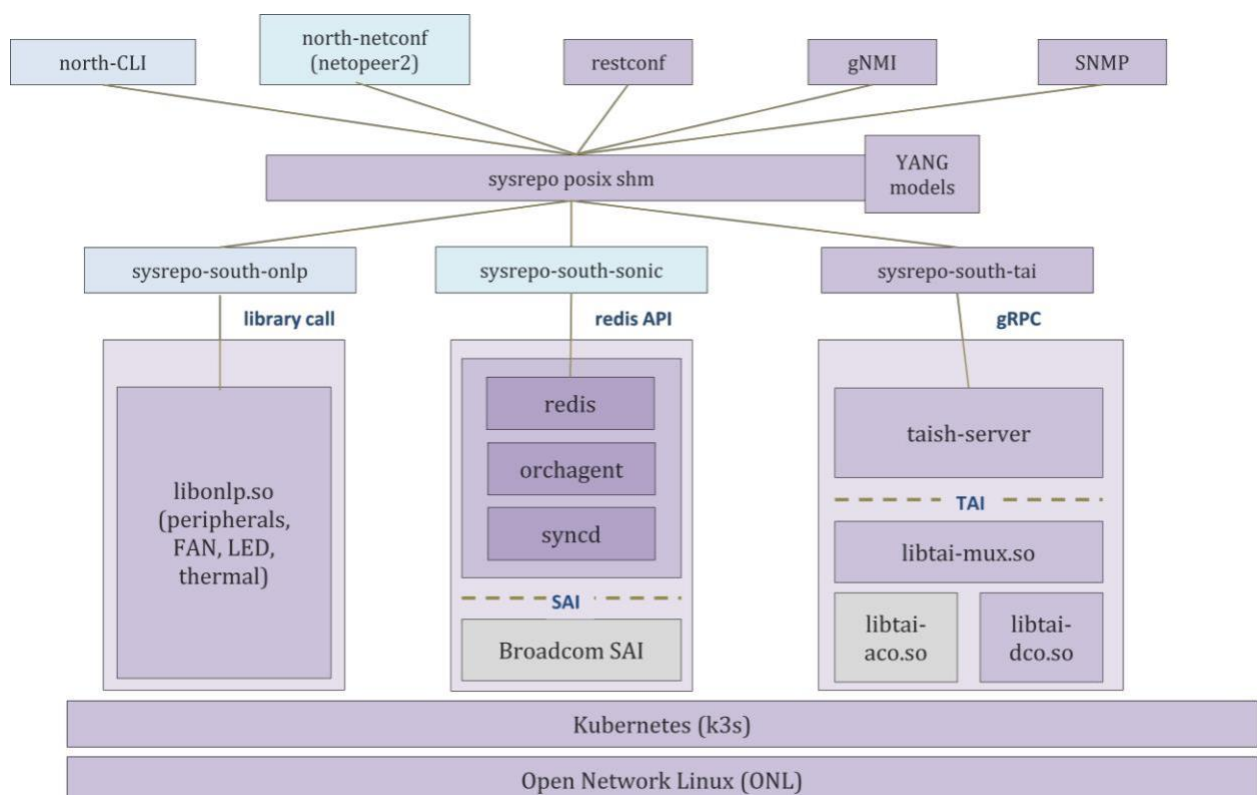 north-CLI
north-netconf
(netopeer2)
restconf
gNMI
SNMP
sysrepo posix shm
YANG
models
sysrepo-south-onlp
sysrepo-south-sonic
sysrepo-south-tai
library call
redis API
gRPC
libonlp.so
(peripherals,
FAN, LED,
thermal)
redis
orchagent
syncd
SAI
Broadcom SAI
taish-server
TAI
libtai-mux.so
libtai-
aco.so
libtai-
dco.so
Kubernetes (k3s)
Open Network Linux (ONL)